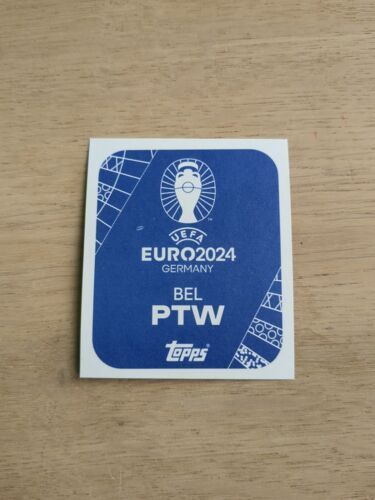 UEFA
EURO2024
GERMANY
BEL
PTW
Topps